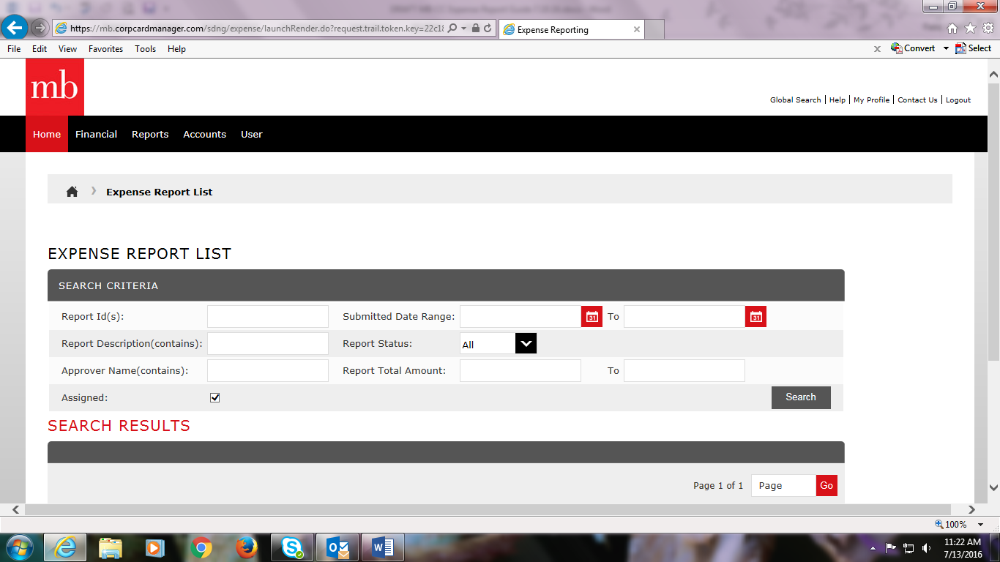 https://mb.corpcardmanager.com/sdng/expense/launchRender.do?request.trail.token.key=22c18
Expense Reporting
File Edit View Favorites Tools Help
Convert Select
mb
Global Search | Help | My Profile | Contact Us | Logout
Home Financial Reports Accounts User
Expense Report List
EXPENSE REPORT LIST
SEARCH CRITERIA
Report Id(s): Submitted Date Range: 31 To 31
Report Description(contains): Report Status: All
Approver Name(contains): Report Total Amount: To
Assigned: Search
SEARCH RESULTS
Page 1 of 1 Page Go
100%
11:22 AM
7/13/2016